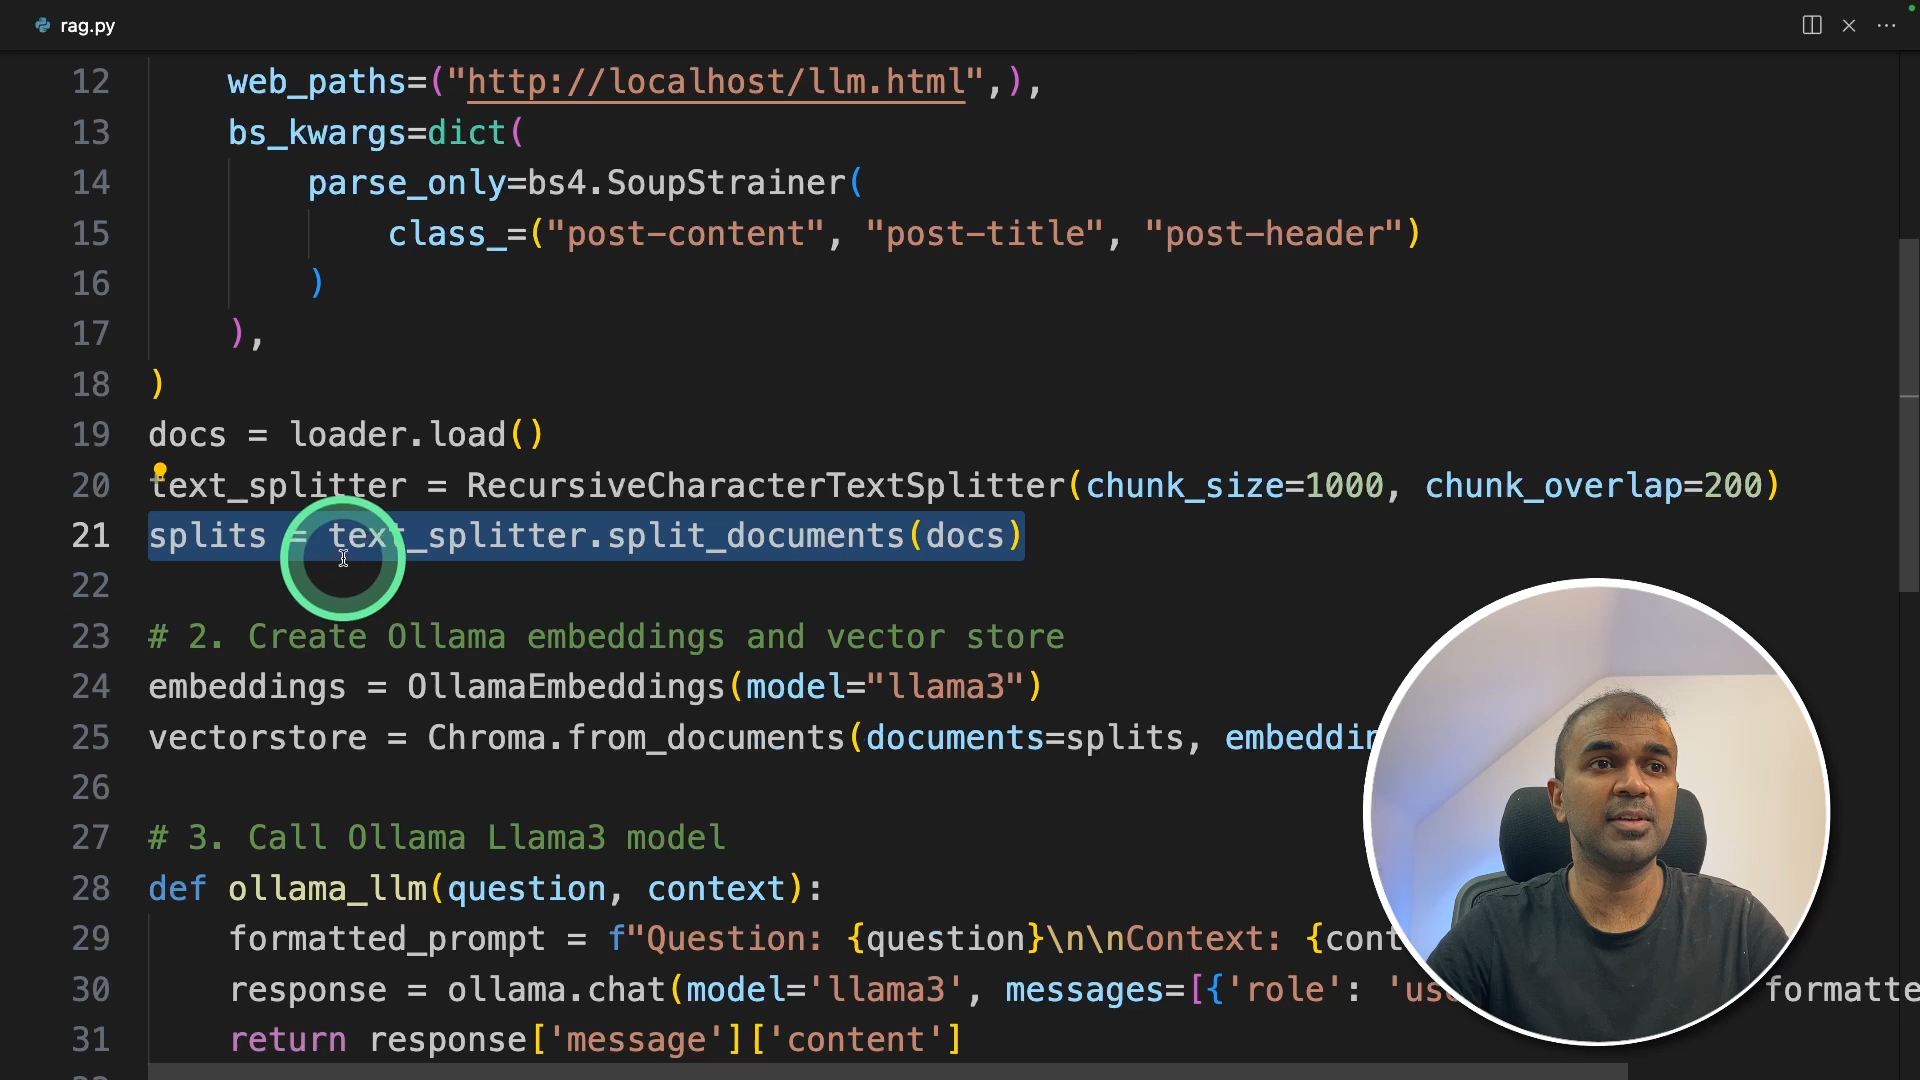 rag.py
12 web_paths=("http://localhost/llm.html",),
13 bs_kwargs=dict(
14 parse_only=bs4.SoupStrainer(
15 class_=("post-content", "post-title", "post-header")
16 )
17 ),
18 )
19 docs = loader.load()
20 text_splitter = RecursiveCharacterTextSplitter(chunk_size=1000, chunk_overlap=200)
21 splits = text_splitter.split_documents(docs)
22
23 # 2. Create Ollama embeddings and vector store
24 embeddings = OllamaEmbeddings(model="llama3")
25 vectorstore = Chroma.from_documents(documents=splits, embeddin
26
27 # 3. Call Ollama Llama3 model
28 def ollama_llm(question, context):
29 formatted_prompt = f"Question: {question}\n\nContext: {cont
30 response = ollama.chat(model='llama3', messages=[{'role': 'us formatte
31 return response['message']['content']